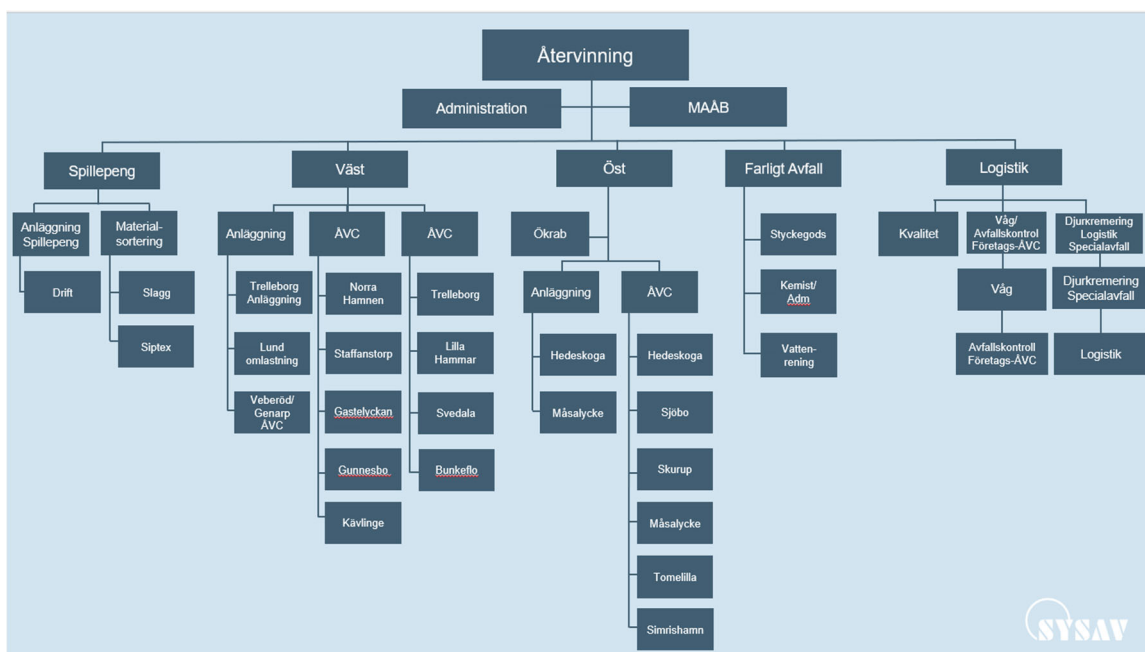 Återvinning
Administration
MAÅB
Spillepeng
Väst
Öst
Farligt Avfall
Logistik
Anläggning
Spillepeng
Material-
sortering
Drift
Slagg
Siptex
Anläggning
ÅVC
ÅVC
Trelleborg
Anläggning
Lund
omlastning
Veberöd/
Genarp
ÅVC
Norra
Hamnen
Staffanstorp
Gastelyckan
Gunnesbo
Kävlinge
Trelleborg
Lilla
Hammar
Svedala
Bunkeflo
Ökrab
Anläggning
ÅVC
Hedeskoga
Måsalycke
Hedeskoga
Sjöbo
Skurup
Måsalycke
Tomelilla
Simrishamn
Styckegods
Kemist/
Adm
Vatten-
rening
Kvalitet
Våg/
Avfallskontrol
Företags-ÅVC
Våg
Avfallskontroll
Företags-ÅVC
Djurkremering
Logistik
Specialavfall
Djurkremering
Specialavfall
Logistik
SYSAV